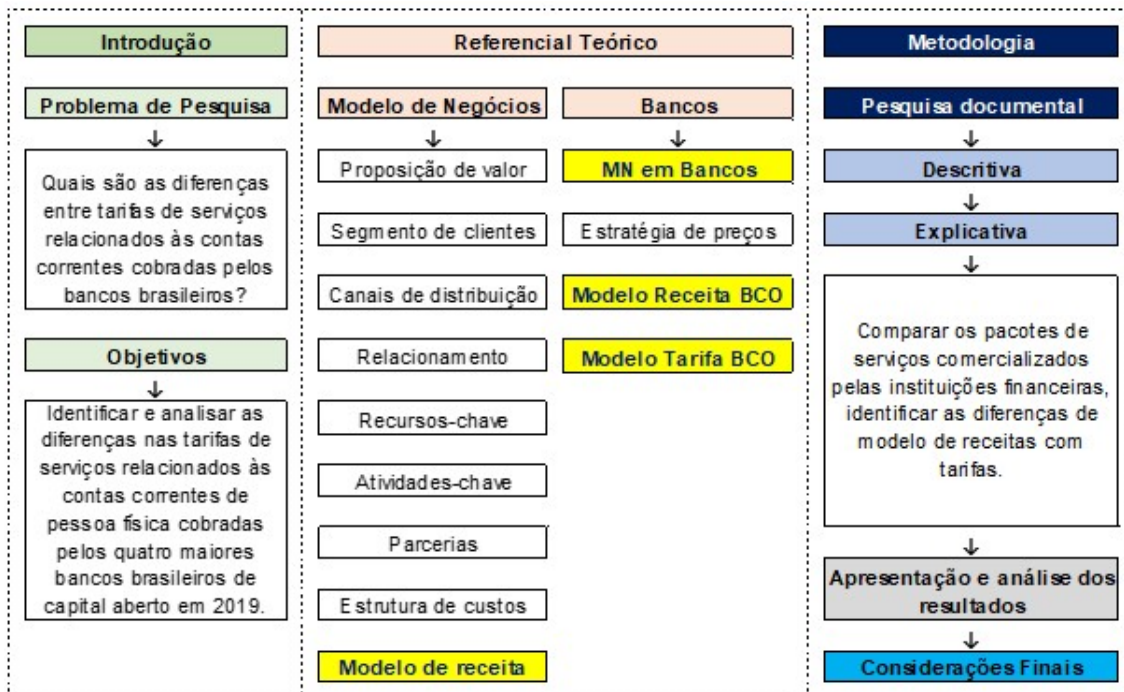 Introdução
Problema de Pesquisa
Quais são as diferenças
entre tarifas de serviços
relacionados às contas
correntes cobradas pelos
bancos brasileiros?
Objetivos
Identificar e analisar as
diferenças nas tarifas de
serviços relacionados às
contas correntes de
pessoa física cobradas
pelos quatro maiores
bancos brasileiros de
capital aberto em 2019.
Referencial Teórico
Modelo de Negócios
Proposição de valor
Segmento de clientes
Canais de distribuição
Relacionamento
Recursos-chave
Atividades-chave
Parcerias
Estrutura de custos
Modelo de receita
Bancos
MN em Bancos
Estratégia de preços
Modelo Receita BCO
Modelo Tarifa BCO
Metodologia
Pesquisa documental
Descritiva
Explicativa
Comparar os pacotes de
serviços comercializados
pelas instituições financeiras,
identificar as diferenças de
modelo de receitas com
tarifas.
Apresentação e análise dos
resultados
Considerações Finais